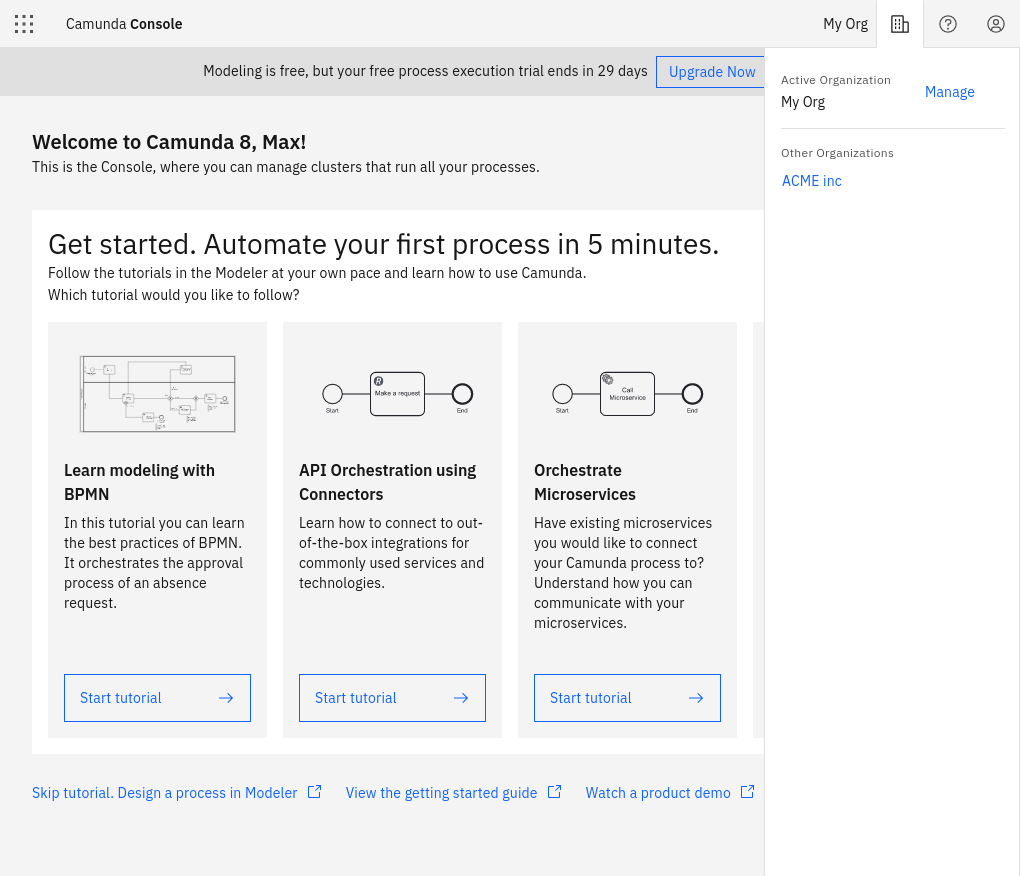 Camunda Console
My Org
Modeling is free, but your free process execution trial ends in 29 days
Upgrade Now
Active Organization
My Org
Manage
Other Organizations
ACME inc
Welcome to Camunda 8, Max!
This is the Console, where you can manage clusters that run all your processes.
Get started. Automate your first process in 5 minutes.
Follow the tutorials in the Modeler at your own pace and learn how to use Camunda.
Which tutorial would you like to follow?
Learn modeling with
BPMN
In this tutorial you can learn
the best practices of BPMN.
It orchestrates the approval
process of an absence
request.
Start tutorial
Make a request
Start
End
API Orchestration using
Connectors
Learn how to connect to out-
of-the-box integrations for
commonly used services and
technologies.
Start tutorial
Call
Microservice
Start
End
Orchestrate
Microservices
Have existing microservices
you would like to connect
your Camunda process to?
Understand how you can
communicate with your
microservices.
Start tutorial
Skip tutorial. Design a process in Modeler
View the getting started guide
Watch a product demo